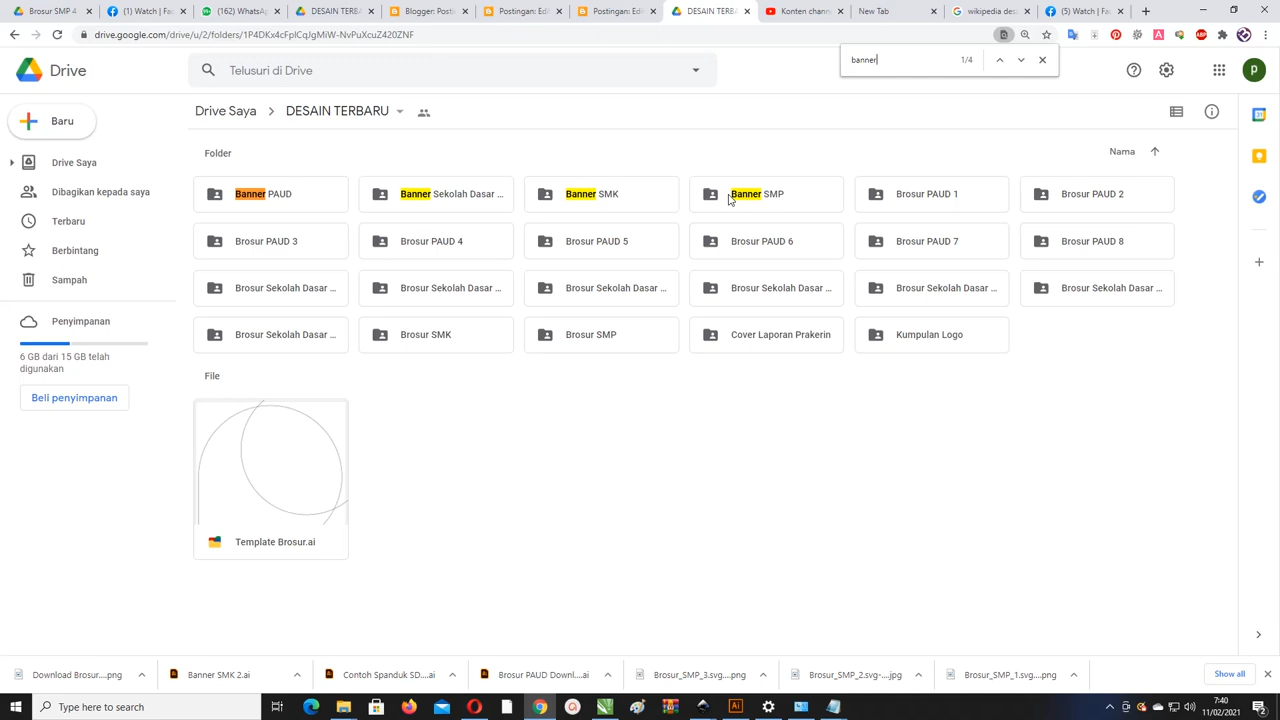 Brosur SMP 4
(1) Watch | Fac
(162) WhatsA
DESAIN TERBA
Blogger: Posti
Postingan: Edi
Postingan: Edi
DESAIN TERBA
Konten chann
New Tab
wikipedia des
(5) Watch | Fac
drive.google.com/drive/u/2/folders/
banner
1/4
Drive
Telusuri di Drive
p
Baru
Drive Saya
DESAIN TERBARU
Drive Saya
Dibagikan kepada saya
Terbaru
Berbintang
Sampah
Penyimpanan
6 GB dari 15 GB telah
digunakan
Beli penyimpanan
Folder
Nama
Banner PAUD
Banner Sekolah Dasar ...
Banner SMK
Banner SMP
Brosur PAUD 1
Brosur PAUD 2
Brosur PAUD 3
Brosur PAUD 4
Brosur PAUD 5
Brosur PAUD 6
Brosur PAUD 7
Brosur PAUD 8
Brosur Sekolah Dasar ...
Brosur Sekolah Dasar ...
Brosur Sekolah Dasar ...
Brosur Sekolah Dasar ...
Brosur Sekolah Dasar ...
Brosur Sekolah Dasar ...
Brosur Sekolah Dasar ...
Brosur SMK
Brosur SMP
Cover Laporan Prakerin
Kumpulan Logo
File
Template Brosur.ai
Download Brosur....png
Banner SMK 2.ai
Contoh Spanduk SD....ai
Brosur PAUD Downl....ai
Brosur_SMP_3.svg....png
Brosur_SMP_2.svg-....jpg
Brosur_SMP_1.svg....png
Show all
Type here to search
7:40
11/02/2021